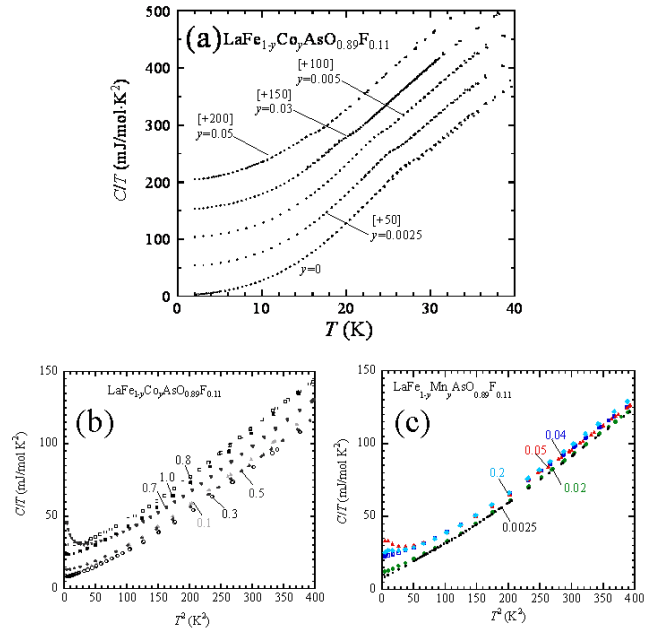 (a) LaFe1-yCoyAsO0.89F0.11
500
400
300
200
100
0
C/T (mJ/mol·K2)
[+100]
y=0.005
[+150]
y=0.03
[+200]
y=0.05
[+50]
y=0.0025
y=0
0 10 20 30 40
T (K)
(b)
LaFe1-yCoyAsO0.89F0.11
150
100
50
0
C/T (mJ/mol K2)
0.8
1.0
0.7
0.5
0.3
0.1
0 50 100 150 200 250 300 350 400
T2 (K2)
(c)
LaFe1-yMnyAsO0.89F0.11
150
100
50
0
C/T (mJ/mol K2)
0.04
0.05
0.2
0.02
0.0025
0 50 100 150 200 250 300 350 400
T2 (K2)